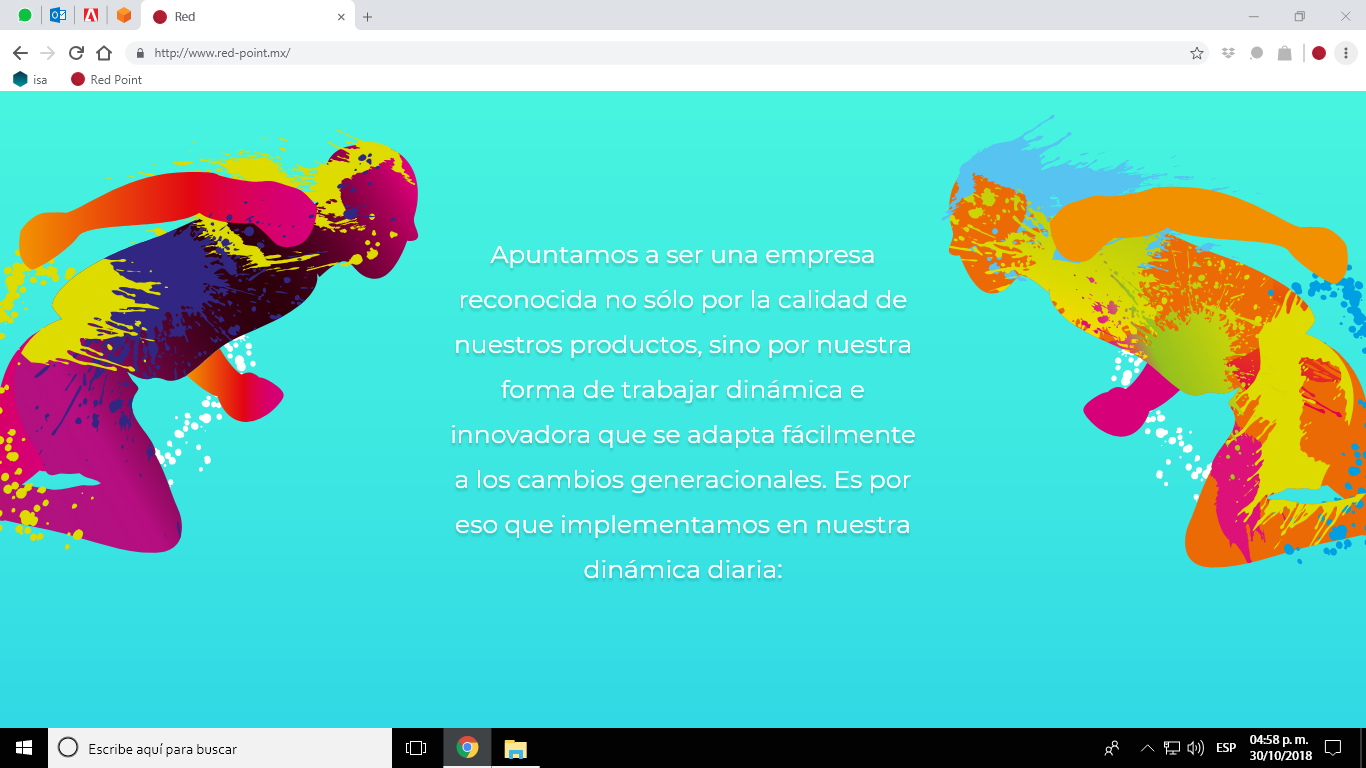 Red
http://www.red-point.mx/
isa
Red Point
Apuntamos a ser una empresa
reconocida no sólo por la calidad de
nuestros productos, sino por nuestra
forma de trabajar dinámica e
innovadora que se adapta fácilmente
a los cambios generacionales. Es por
eso que implementamos en nuestra
dinámica diaria:
Escribe aquí para buscar
ESP
04:58 p. m.
30/10/2018